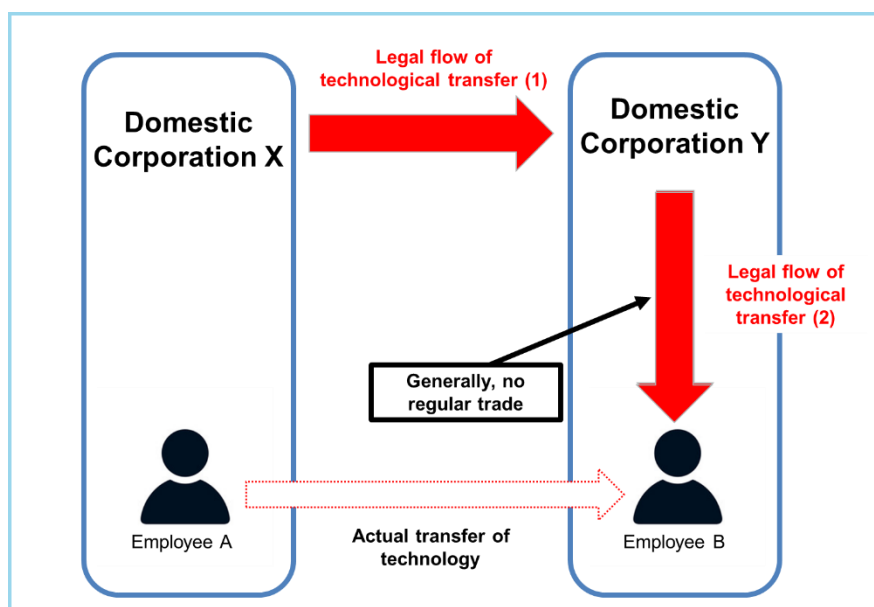 Legal flow of
technological transfer (1)
Domestic
Corporation X
Domestic
Corporation Y
Legal flow of
technological
transfer (2)
Generally, no
regular trade
Employee A
Actual transfer of
technology
Employee B